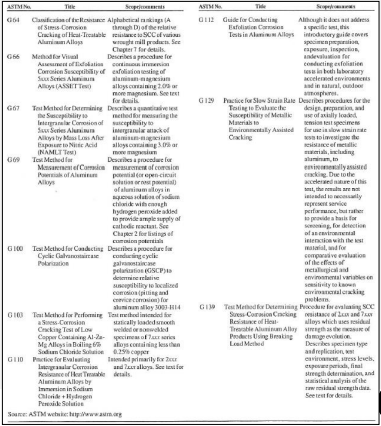 ASTM No. Title Scope/comments
G 64 Classification of the Resistance Alphabetical rankings (A
of Stress-Corrosion through D) of the relative
Cracking of Heat-Treatable resistance to SCC of various
Aluminum Alloys wrought mill products. See
Chapter 7 for details.
G 66 Method for Visual Described a procedure for
Assessment of Exfoliation continuous immersion
Corrosion Susceptibility of exfoliation testing of
5xxx Series Aluminum aluminum-magnesium
Alloys (ASSET Test) alloys containing 2.0% or
more magnesium. See text
for details.
G 67 Test Method for Determining Describes a quantitative test
the Susceptibility to method for measuring the
Intergranular Corrosion of susceptibility to
5xxx Series Aluminum intergranular attack of
Alloys by Mass Loss After aluminum-magnesium
Exposure to Nitric Acid alloys containing 3.0% or
(NAMLT Test) more magnesium
G 69 Test Method for Describes a procedure for
Measurement of Corrosion measurement of corrosion
Potentials of Aluminum potential (or open-circuit
Alloys solution or rest potential)
of aluminum alloys in
aqueous solution of sodium
chloride with enough
hydrogen peroxide added
to provide ample supply of
cathodic reactant. See
Chapter 2 for listings of
corrosion potentials
G 100 Test Method for Conducting Describes a procedure for
Cyclic Galvanostaircase conducting cyclic
Polarization galvanostaircase
polarization (GSCP) to
determine relative
susceptibility to localized
corrosion (pitting and
crevice corrosion) for
aluminum alloy 3003-H14
G 103 Test Method for Performing Test method intended for
a Stress-Corrosion statically loaded smooth
Cracking Test of Low welded or nonwelded
Copper Containing Al-Zn- specimens of 7xxx series
Mg Alloys in Boiling 6% alloys containing less than
Sodium Chloride Solution 0.25% copper
G 110 Practice for Evaluating Intended primarily for 2xxx
Intergranular Corrosion and 7xxx alloys. See text for
Resistance of Heat Treatable details.
Aluminum Alloys by
Immersion in Sodium
Chloride + Hydrogen
Peroxide Solution
ASTM No. Title Scope/comments
G 112 Guide for Conducting Although it does not address
Exfoliation Corrosion a specific test, this
Tests in Aluminum Alloys introductory guide covers
specimen preparation,
exposure, inspection,
and evaluation for
conducting exfoliation
tests in both laboratory
accelerated environments
and in natural, outdoor
atmospheres.
G 129 Practice for Slow Strain Rate Describes procedures for the
Testing to Evaluate the design, preparation, and
Susceptibility of Metallic use of axially loaded,
Materials to tension test specimens
Environmentally Assisted for use in slow strain rate
Cracking tests to investigate the
resistance of metallic
materials, including
aluminum, to
environmentally assisted
cracking. Due to the
accelerated nature of this
test, the results are not
intended to necessarily
represent service
performance, but rather
to provide a basis for
screening, for detection
of an environmental
interaction with the test
material, and for
comparative evaluation
of the effects of
metallurgical and
environmental variables on
sensitivity to known
environmental cracking
problems.
G 139 Test Method for Determining Procedure for evaluating SCC
Stress-Corrosion Cracking resistance of 2xxx and 7xxx
Resistance of Heat- alloys which uses residual
Treatable Aluminum Alloy strength as the measure of
Products Using Breaking damage evolution.
Load Method Describes specimen type
and replication, test
environment, stress levels,
exposure periods, final
strength determination, and
statistical analysis of the
raw residual strength data.
See text for details.
Source: ASTM website: http://www.astm.org